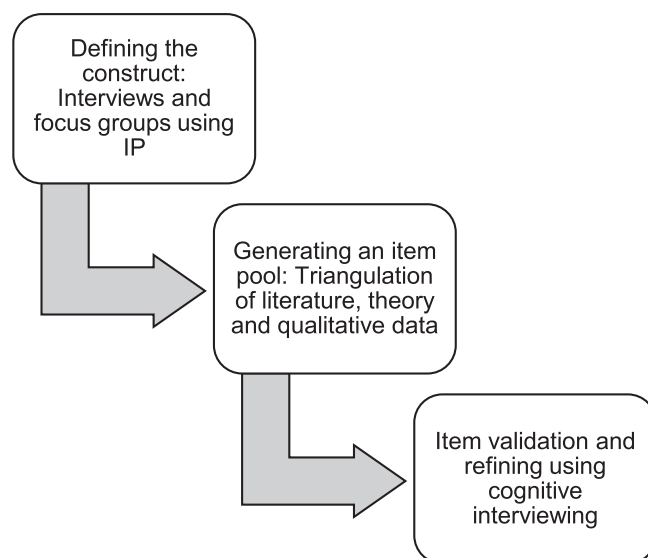 Defining the
construct:
Interviews and
focus groups using
IP
Generating an item
pool: Triangulation
of literature, theory
and qualitative data
Item validation and
refining using
cognitive
interviewing